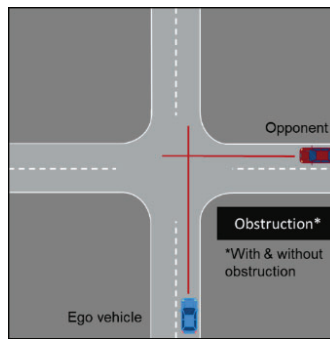 Opponent
Obstruction*
*With & without
obstruction
Ego vehicle